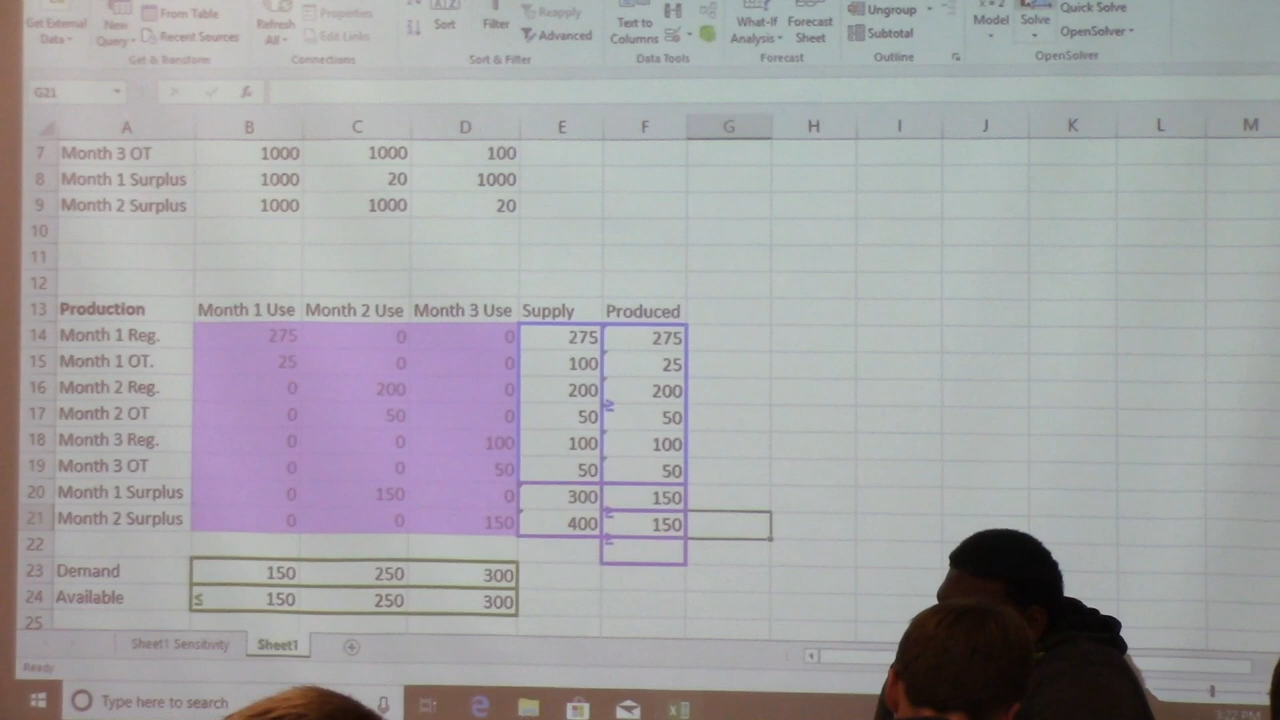 Get External Data
New Query
From Table
Recent Sources
Get & Transform
Refresh All
Properties
Edit Links
Connections
Sort
Filter
Reapply
Advanced
Sort & Filter
Text to Columns
Data Tools
What-If Analysis
Forecast Sheet
Forecast
Ungroup
Subtotal
Outline
Model
Solve
Quick Solve
OpenSolver
OpenSolver
G21 fx
A B C D E F G H I J K L M
7 Month 3 OT 1000 1000 100
8 Month 1 Surplus 1000 20 1000
9 Month 2 Surplus 1000 1000 20
10
11
12
13 Production Month 1 Use Month 2 Use Month 3 Use Supply Produced
14 Month 1 Reg. 275 0 0 275 275
15 Month 1 OT. 25 0 0 100 25
16 Month 2 Reg. 0 200 0 200 200
17 Month 2 OT 0 50 0 50 50
18 Month 3 Reg. 0 0 100 100 100
19 Month 3 OT 0 0 50 50 50
20 Month 1 Surplus 0 150 0 300 150
21 Month 2 Surplus 0 0 150 400 150
22
23 Demand 150 250 300
24 Available ≤ 150 250 300
25
Sheet1 Sensitivity Sheet1
Ready
Type here to search